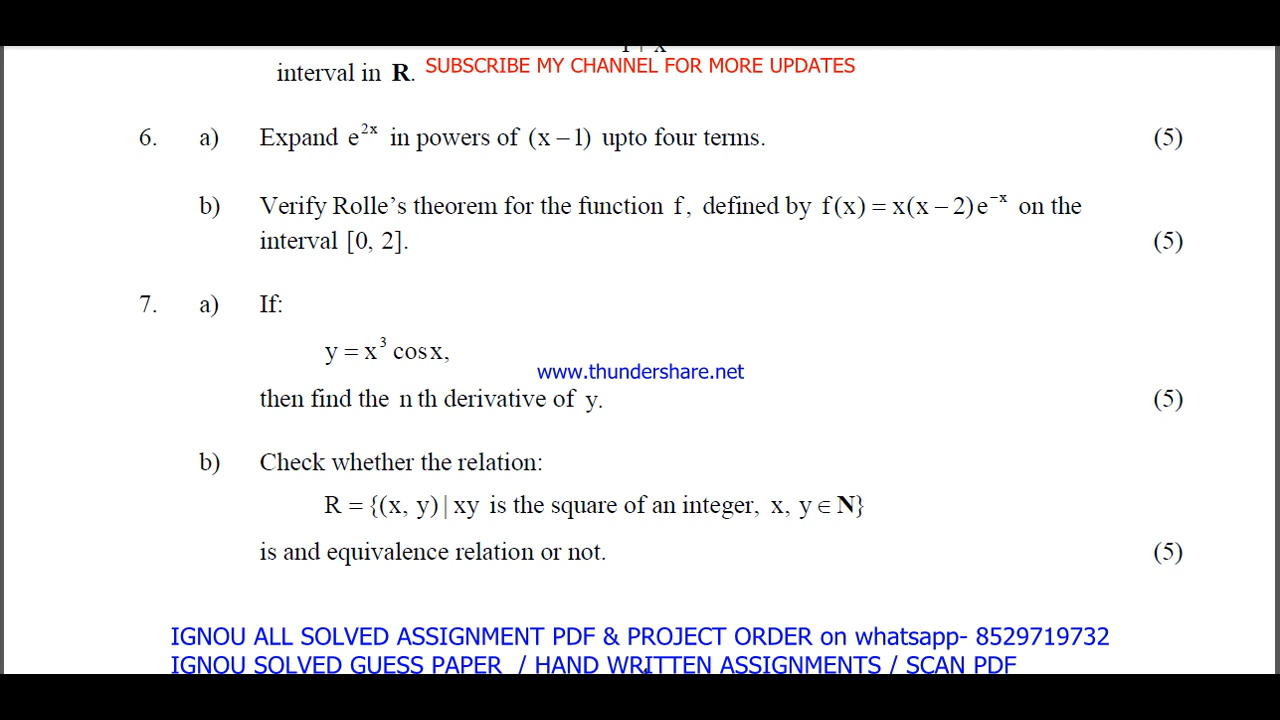 1 + x
interval in R. SUBSCRIBE MY CHANNEL FOR MORE UPDATES
6. a) Expand e^2x in powers of (x – 1) upto four terms. (5)
b) Verify Rolle's theorem for the function f, defined by f(x) = x(x – 2)e^–x on the
interval [0, 2]. (5)
7. a) If:
y = x^3 cos x,
www.thundershare.net
then find the n th derivative of y. (5)
b) Check whether the relation:
R = {(x, y) | xy is the square of an integer, x, y ∈ N}
is and equivalence relation or not. (5)
IGNOU ALL SOLVED ASSIGNMENT PDF & PROJECT ORDER on whatsapp- 8529719732
IGNOU SOLVED GUESS PAPER / HAND WRITTEN ASSIGNMENTS / SCAN PDF